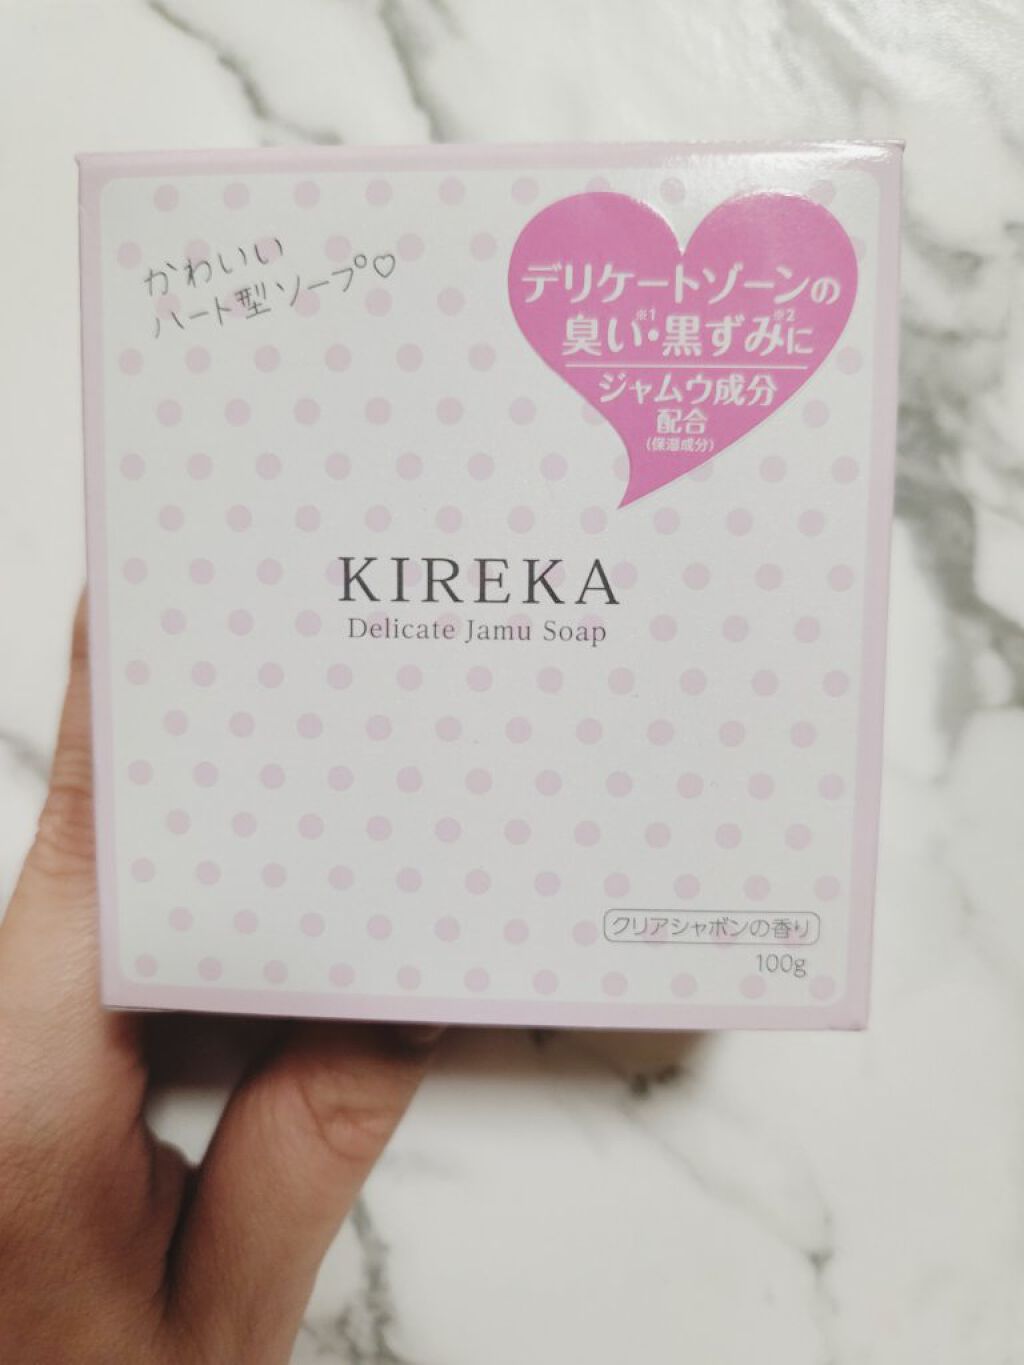 かわいい
ハート型ソープ♡
デリケートゾーンの
臭い※1・黒ずみ※2に
ジャムウ成分
配合
(保湿成分)
KIREKA
Delicate Jamu Soap
クリアシャボンの香り
100g